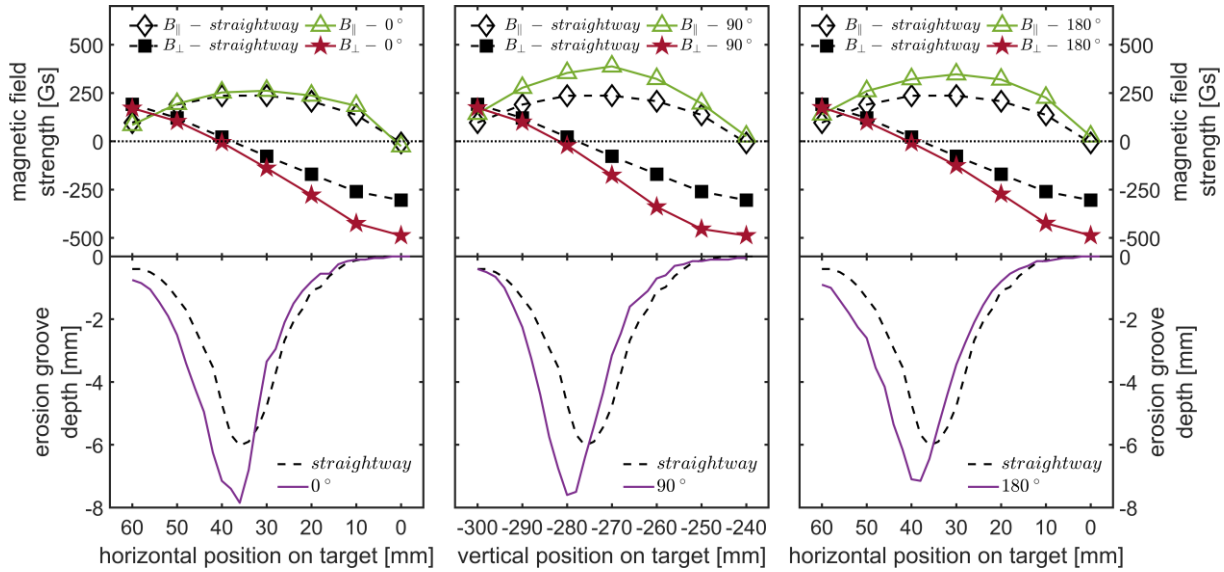 B∥ − straightway B∥ − 0°
B⊥ − straightway B⊥ − 0°
B∥ − straightway B∥ − 90°
B⊥ − straightway B⊥ − 90°
B∥ − straightway B∥ − 180°
B⊥ − straightway B⊥ − 180°
magnetic field
strength [Gs]
500
250
0
-250
-500
500
250
0
-250
-500
magnetic field
strength [Gs]
erosion groove
depth [mm]
0
-2
-4
-6
-8
straightway
0°
straightway
90°
straightway
180°
0
-2
-4
-6
-8
erosion groove
depth [mm]
60 50 40 30 20 10 0
-300 -290 -280 -270 -260 -250 -240
60 50 40 30 20 10 0
horizontal position on target [mm]
vertical position on target [mm]
horizontal position on target [mm]